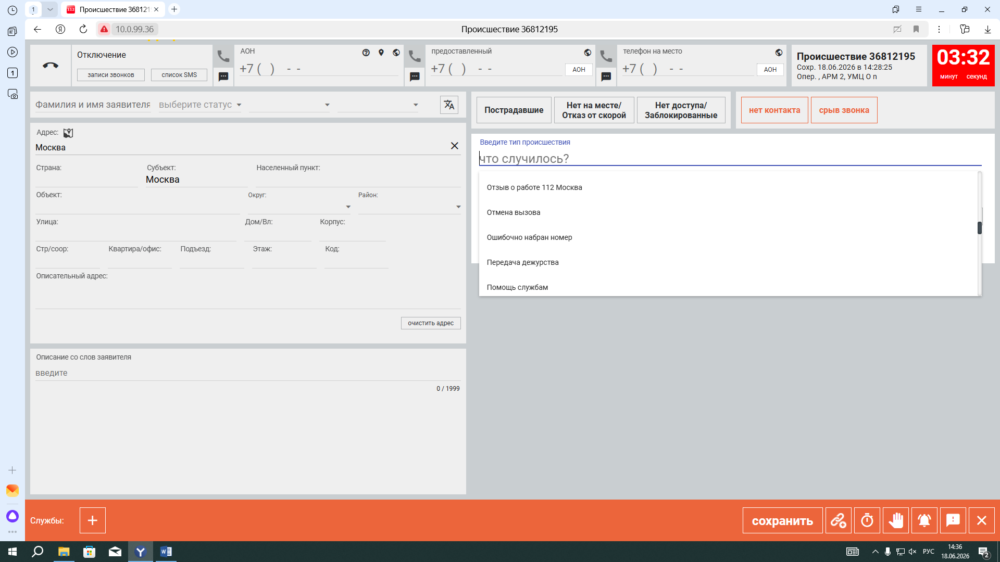 1
Происшествие 368121
10.0.99.36
Происшествие 36812195
Отключение
записи звонков
список SMS
АОН
+7 ( ) - -
предоставленный
+7 ( ) - -
АОН
телефон на место
+7 ( ) - -
АОН
Происшествие 36812195
Сохр. 18.06.2026 в 14:28:25
Опер. , АРМ 2, УМЦ О п
03:32
минут секунд
Фамилия и имя заявителя
выберите статус
Пострадавшие
Нет на месте/
Отказ от скорой
Нет доступа/
Заблокированные
нет контакта
срыв звонка
Адрес:
Москва
Страна:
Субъект:
Москва
Населенный пункт:
Объект:
Округ:
Район:
Улица:
Дом/Вл:
Корпус:
Стр/соор:
Квартира/офис:
Подъезд:
Этаж:
Код:
Описательный адрес:
очистить адрес
Описание со слов заявителя
введите
0 / 1999
Введите тип происшествия
что случилось?
Отзыв о работе 112 Москва
Отмена вызова
Ошибочно набран номер
Передача дежурства
Помощь службам
Службы:
сохранить
РУС
14:36
18.06.2026
2